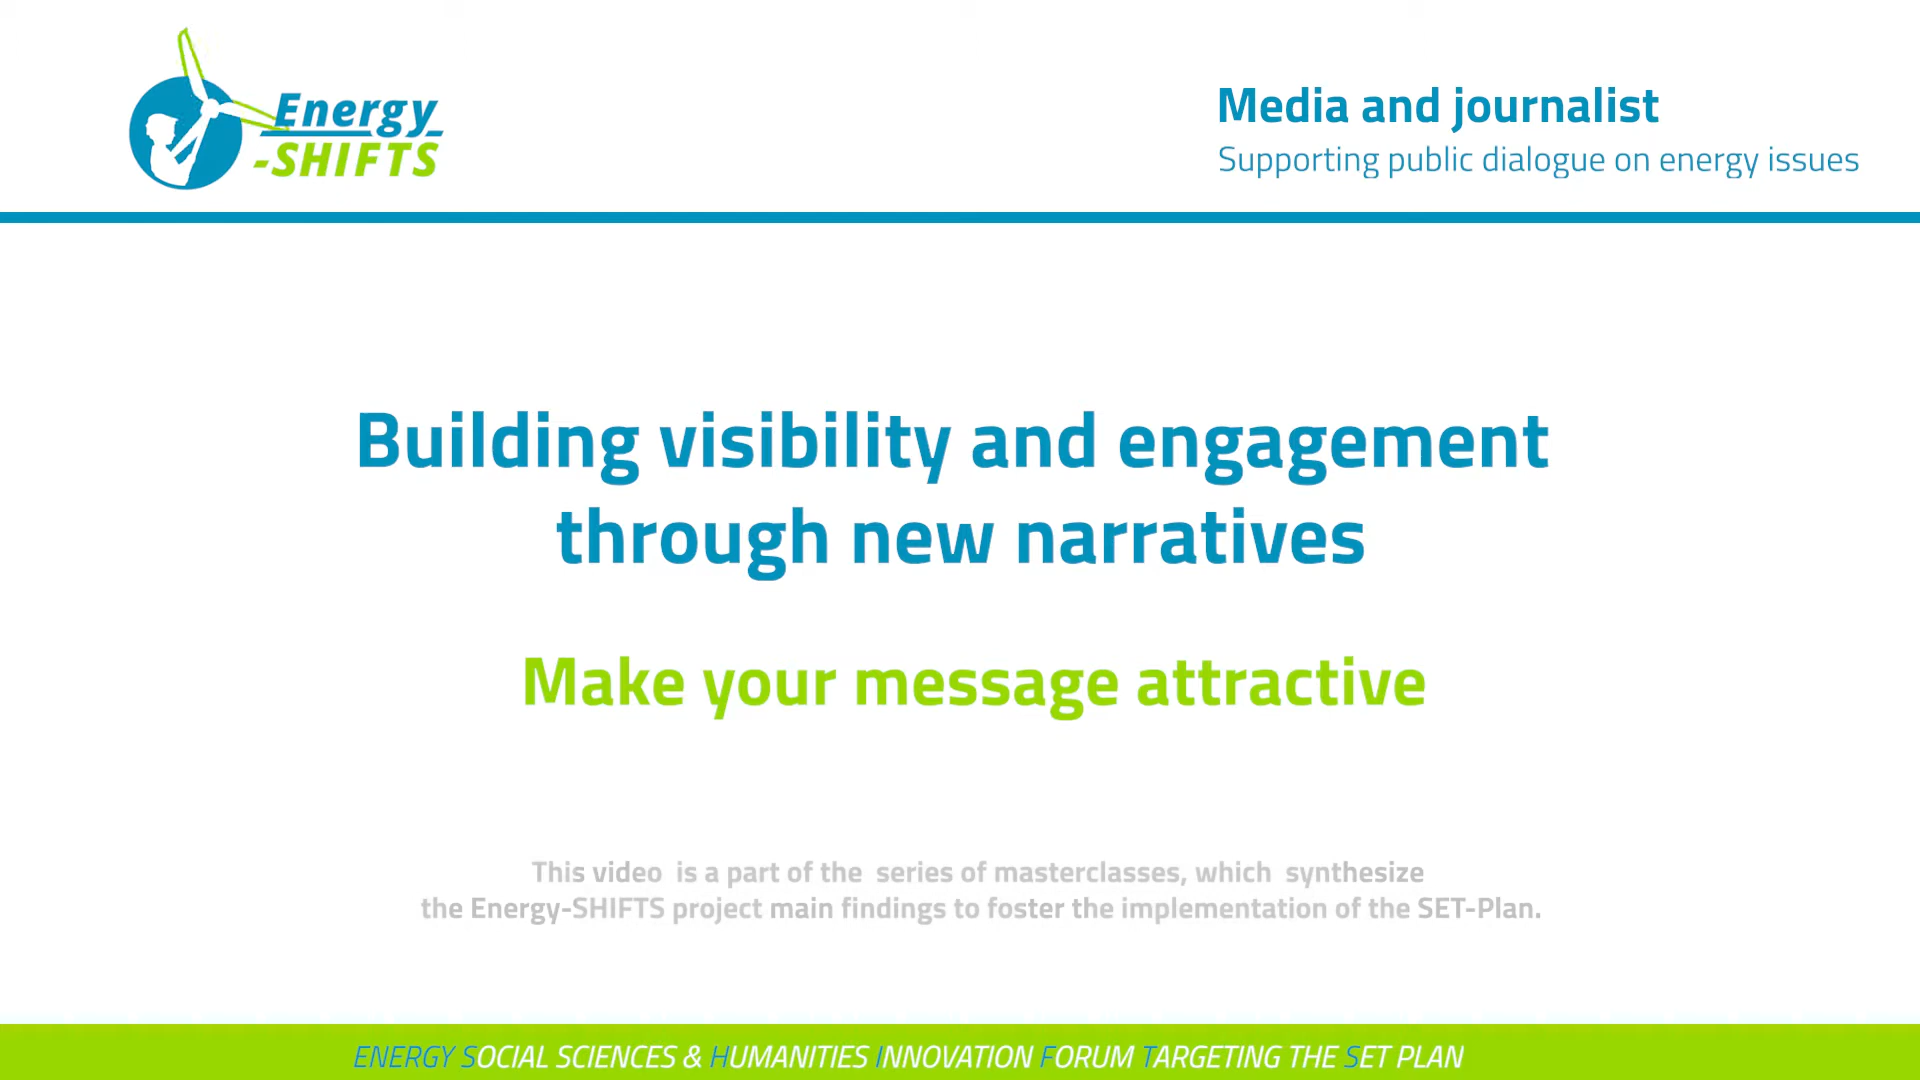 Energy
-SHIFTS
Media and journalist
Supporting public dialogue on energy issues
Building visibility and engagement
through new narratives
Make your message attractive
This video is a part of the series of masterclasses, which synthesize
the Energy-SHIFTS project main findings to foster the implementation of the SET-Plan.
ENERGY SOCIAL SCIENCES & HUMANITIES INNOVATION FORUM TARGETING THE SET PLAN